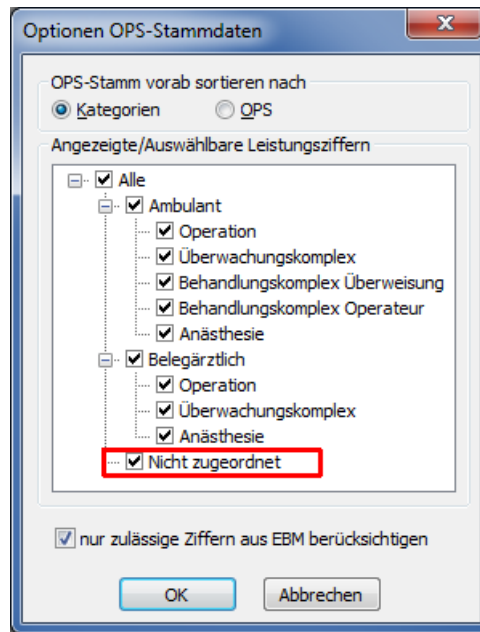 Optionen OPS-Stammdaten
OPS-Stamm vorab sortieren nach
Kategorien OPS
Angezeigte/Auswählbare Leistungsziffern
Alle
Ambulant
Operation
Überwachungskomplex
Behandlungskomplex Überweisung
Behandlungskomplex Operateur
Anästhesie
Belegärztlich
Operation
Überwachungskomplex
Anästhesie
Nicht zugeordnet
nur zulässige Ziffern aus EBM berücksichtigen
OK Abbrechen